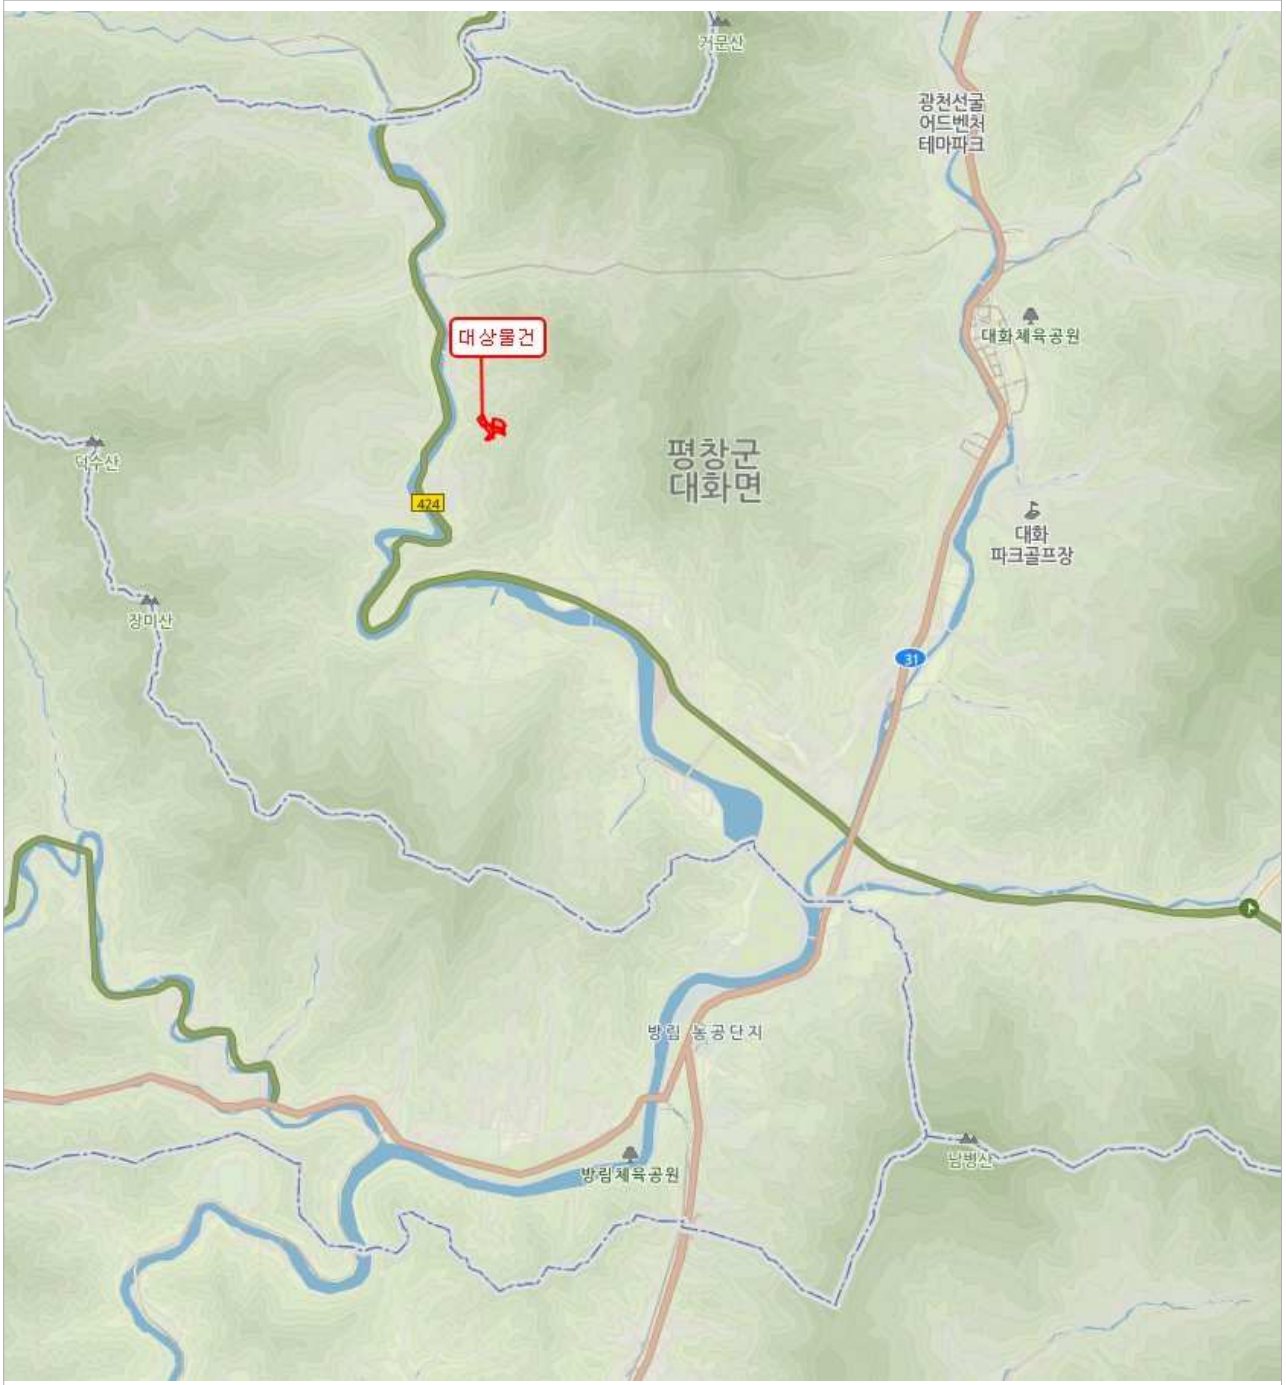 거문산
광천선굴
어드벤처
테마파크
대상물건
대화체육공원
평창군
대화면
덕수산
424
대화
파크골프장
장미산
31
방림 농공단지
방림체육공원
남병산